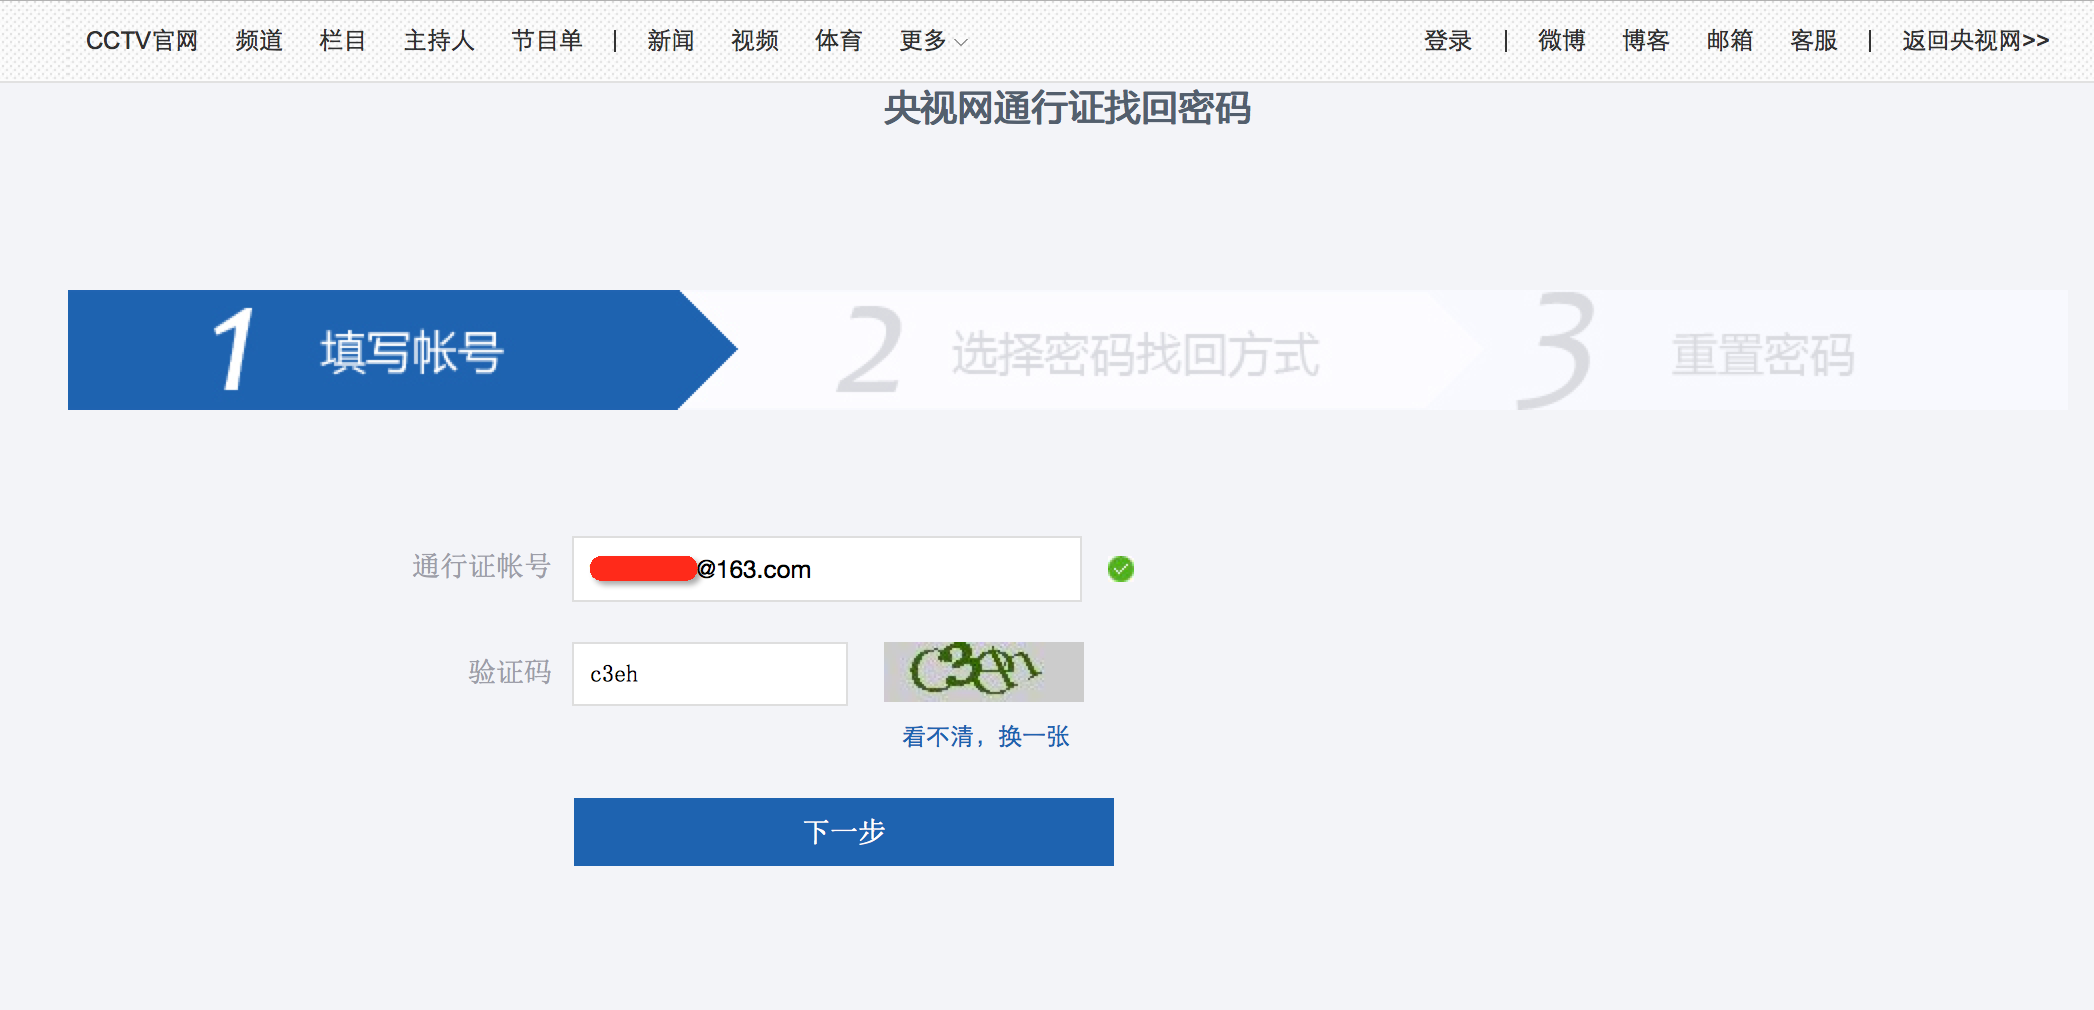 CCTV官网 频道 栏目 主持人 节目单 | 新闻 视频 体育 更多 登录 | 微博 博客 邮箱 客服 | 返回央视网>>
央视网通行证找回密码
1 填写帐号 2 选择密码找回方式 3 重置密码
通行证帐号 @163.com
验证码 c3eh
看不清，换一张
下一步